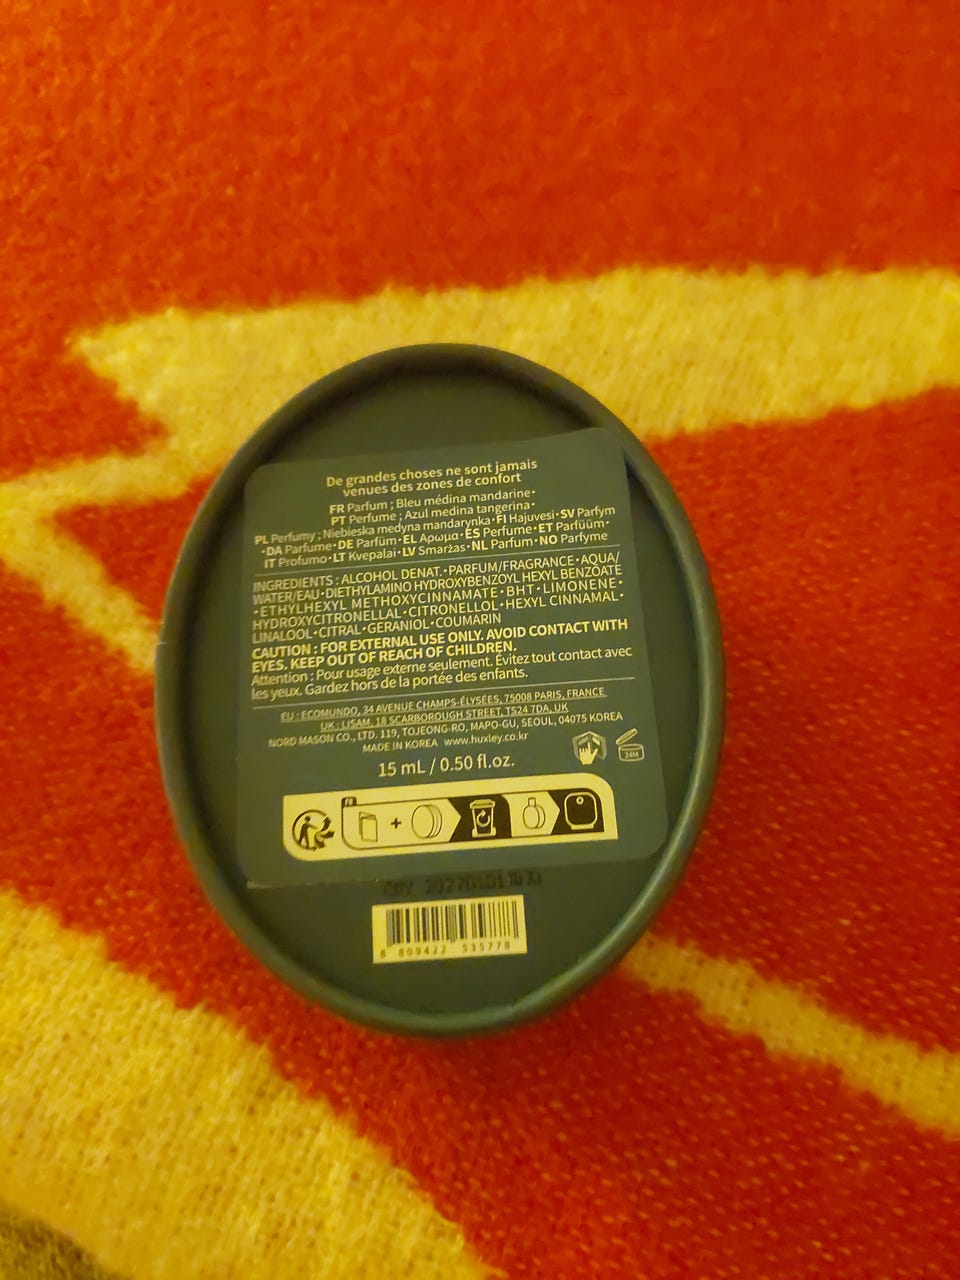 De grandes choses ne sont jamais
venues des zones de confort
FR Parfum ; Bleu médina mandarine•
PT Perfume ; Azul medina tangerina•
PL Perfumy ; Niebieska medyna mandarynka•FI Hajuvesi•SV Parfym
•DA Parfume•DE Parfüm•EL Αρωμα•ES Perfume•ET Parfüüm•
IT Profumo•LT Kvepalai•LV Smaržas•NL Parfum•NO Parfyme
INGREDIENTS : ALCOHOL DENAT.•PARFUM/FRAGRANCE•AQUA/
WATER/EAU•DIETHYLAMINO HYDROXYBENZOYL HEXYL BENZOATE
•ETHYLHEXYL METHOXYCINNAMATE•BHT•LIMONENE•
HYDROXYCITRONELLAL•CITRONELLOL•HEXYL CINNAMAL•
LINALOOL•CITRAL•GERANIOL•COUMARIN
CAUTION : FOR EXTERNAL USE ONLY. AVOID CONTACT WITH
EYES. KEEP OUT OF REACH OF CHILDREN.
Attention : Pour usage externe seulement. Évitez tout contact avec
les yeux. Gardez hors de la portée des enfants.
EU : ECOMUNDO, 34 AVENUE CHAMPS-ÉLYSÉES, 75008 PARIS, FRANCE
UK : LISAM, 18 SCARBOROUGH STREET, TS24 7DA, UK
NORD MASON CO., LTD. 119, TOJEONG-RO, MAPO-GU, SEOUL, 04075 KOREA
MADE IN KOREA www.huxley.co.kr
15 mL / 0.50 fl.oz.
24M
FR
+
20270101
8 809422 535778